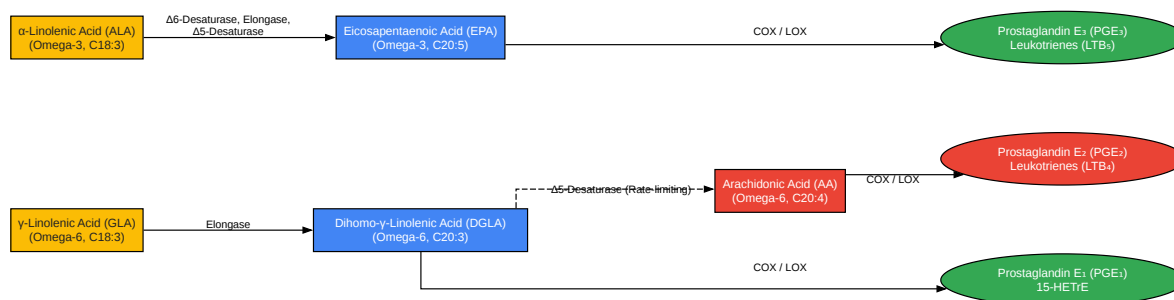 α-Linolenic Acid (ALA)
(Omega-3, C18:3)
Δ6-Desaturase, Elongase,
Δ5-Desaturase
Eicosapentaenoic Acid (EPA)
(Omega-3, C20:5)
COX / LOX
Prostaglandin E₃ (PGE₃)
Leukotrienes (LTB₅)
γ-Linolenic Acid (GLA)
(Omega-6, C18:3)
Elongase
Dihomo-γ-Linolenic Acid (DGLA)
(Omega-6, C20:3)
Δ5-Desaturase (Rate-limiting)
Arachidonic Acid (AA)
(Omega-6, C20:4)
COX / LOX
Prostaglandin E₂ (PGE₂)
Leukotrienes (LTB₄)
COX / LOX
Prostaglandin E₁ (PGE₁)
15-HETrE